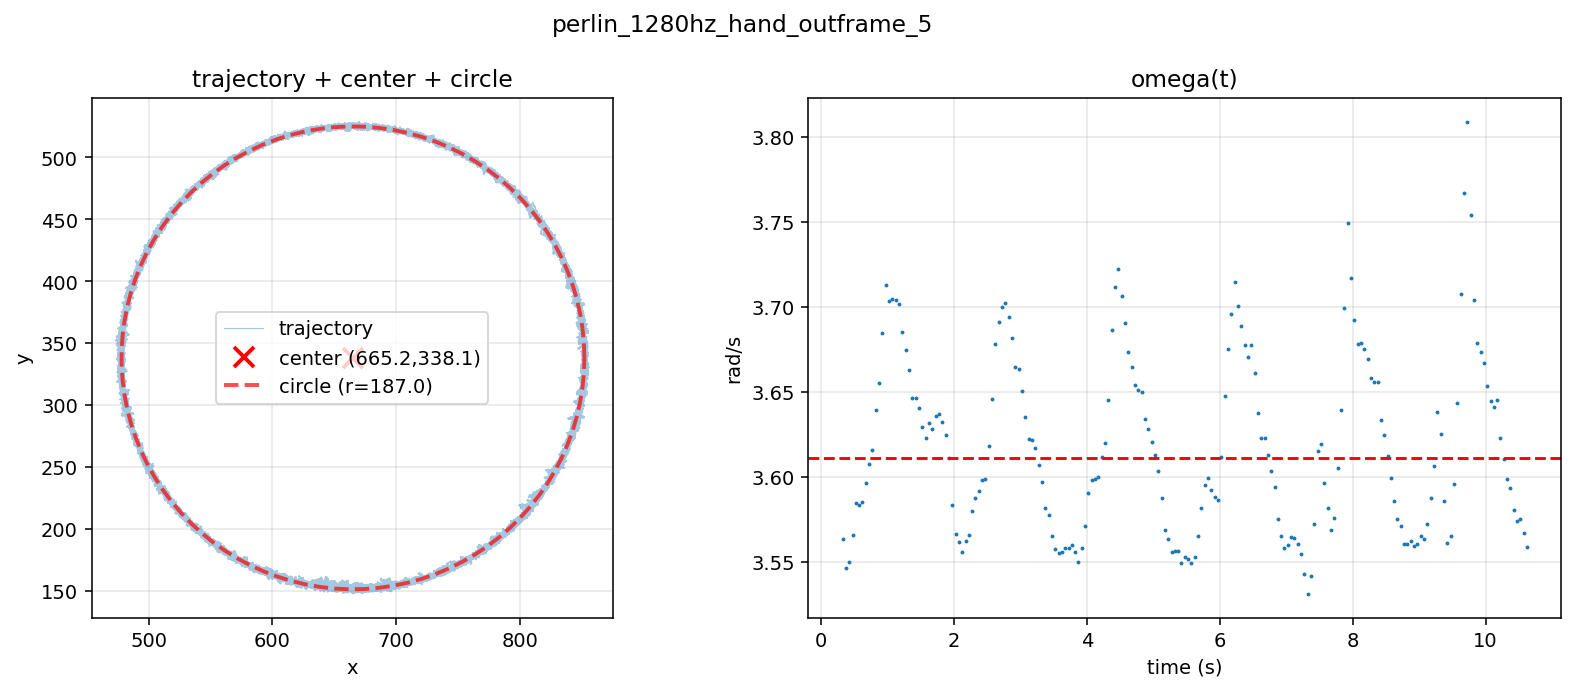 perlin_1280hz_hand_outframe_5
trajectory + center + circle
500
450
400
350
300
250
200
150
y
500
600
700
800
x
trajectory
center (665.2,338.1)
circle (r=187.0)
omega(t)
3.80
3.75
3.70
3.65
3.60
3.55
rad/s
0
2
4
6
8
10
time (s)